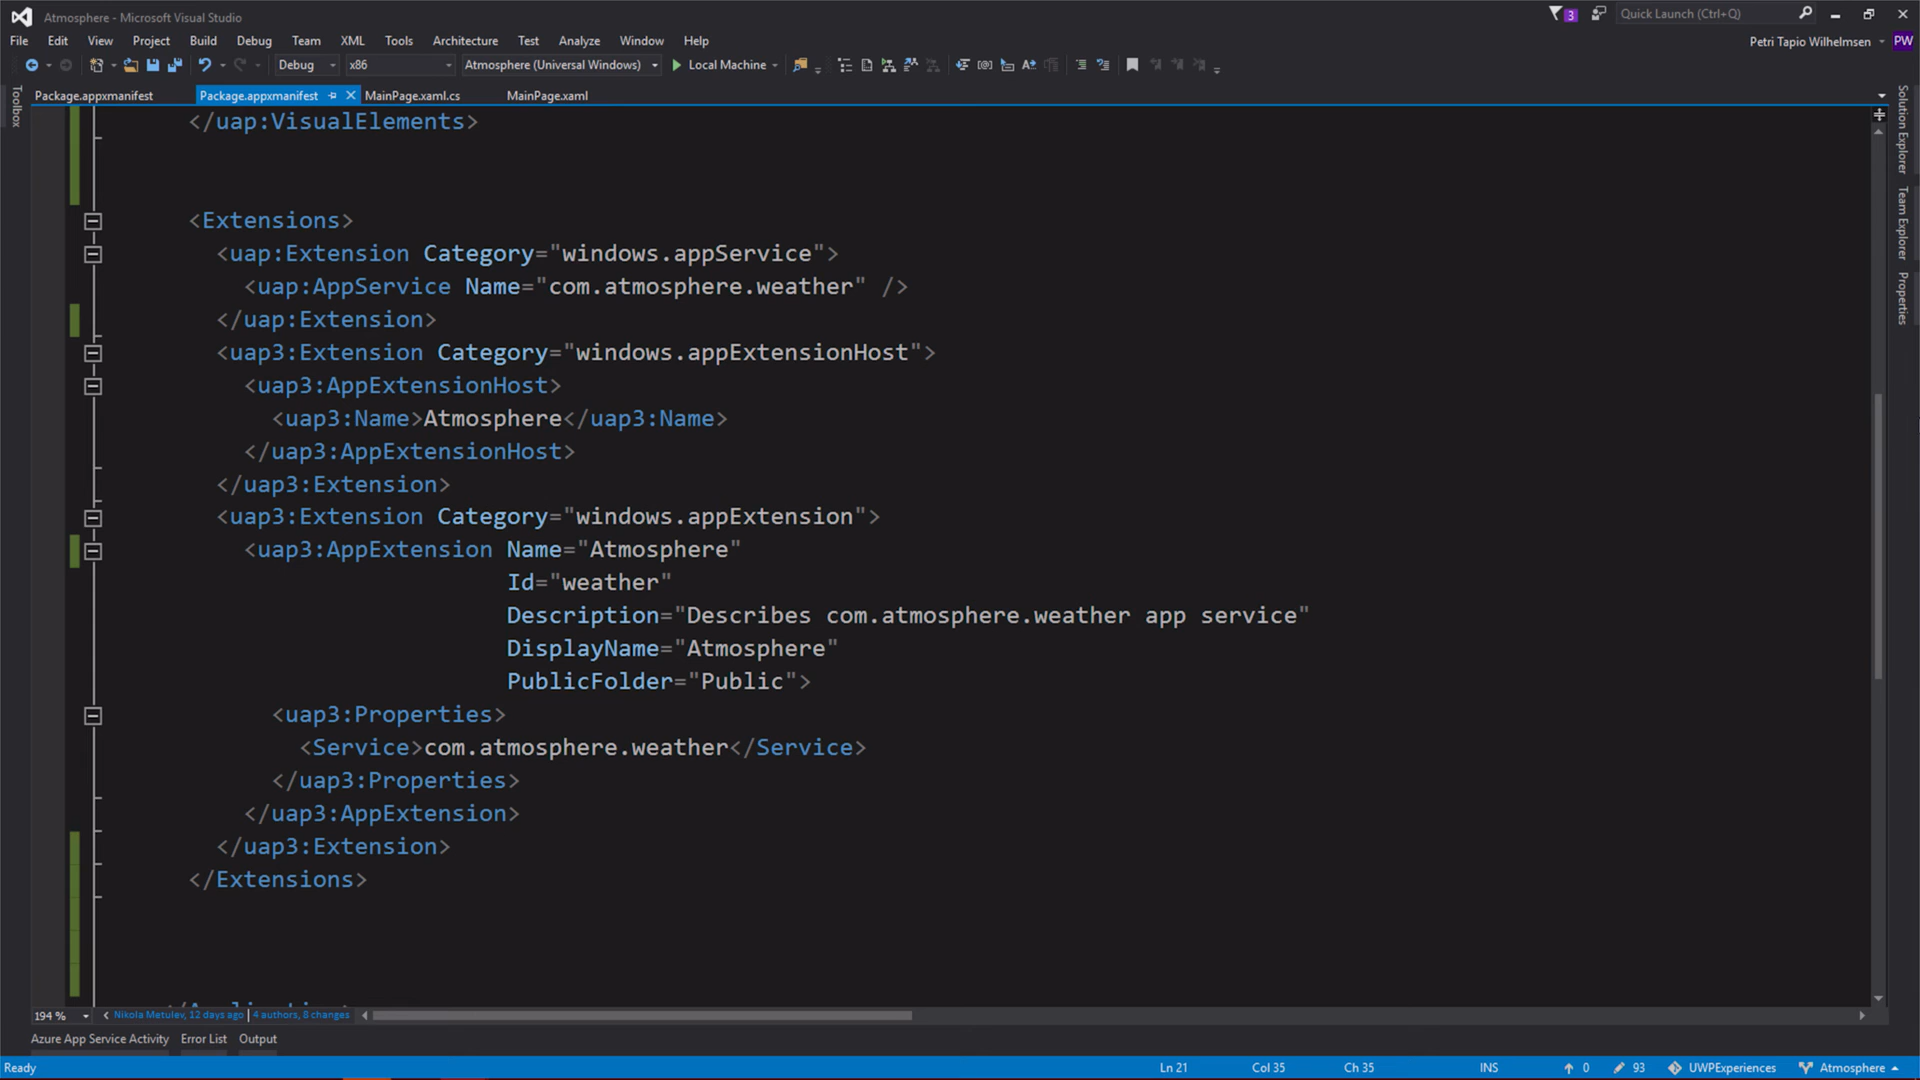 Atmosphere - Microsoft Visual Studio
3
Quick Launch (Ctrl+Q)
File Edit View Project Build Debug Team XML Tools Architecture Test Analyze Window Help
Petri Tapio Wilhelmsen PW
Debug x86 Atmosphere (Universal Windows) Local Machine
Package.appxmanifest Package.appxmanifest MainPage.xaml.cs MainPage.xaml
Toolbox
Solution Explorer
Team Explorer
Properties
</uap:VisualElements>
<Extensions>
<uap:Extension Category="windows.appService">
<uap:AppService Name="com.atmosphere.weather" />
</uap:Extension>
<uap3:Extension Category="windows.appExtensionHost">
<uap3:AppExtensionHost>
<uap3:Name>Atmosphere</uap3:Name>
</uap3:AppExtensionHost>
</uap3:Extension>
<uap3:Extension Category="windows.appExtension">
<uap3:AppExtension Name="Atmosphere"
Id="weather"
Description="Describes com.atmosphere.weather app service"
DisplayName="Atmosphere"
PublicFolder="Public">
<uap3:Properties>
<Service>com.atmosphere.weather</Service>
</uap3:Properties>
</uap3:AppExtension>
</uap3:Extension>
</Extensions>
194 % Nikola Metulev, 12 days ago | 4 authors, 8 changes
Azure App Service Activity Error List Output
Ready Ln 21 Col 35 Ch 35 INS 0 93 UWPExperiences Atmosphere